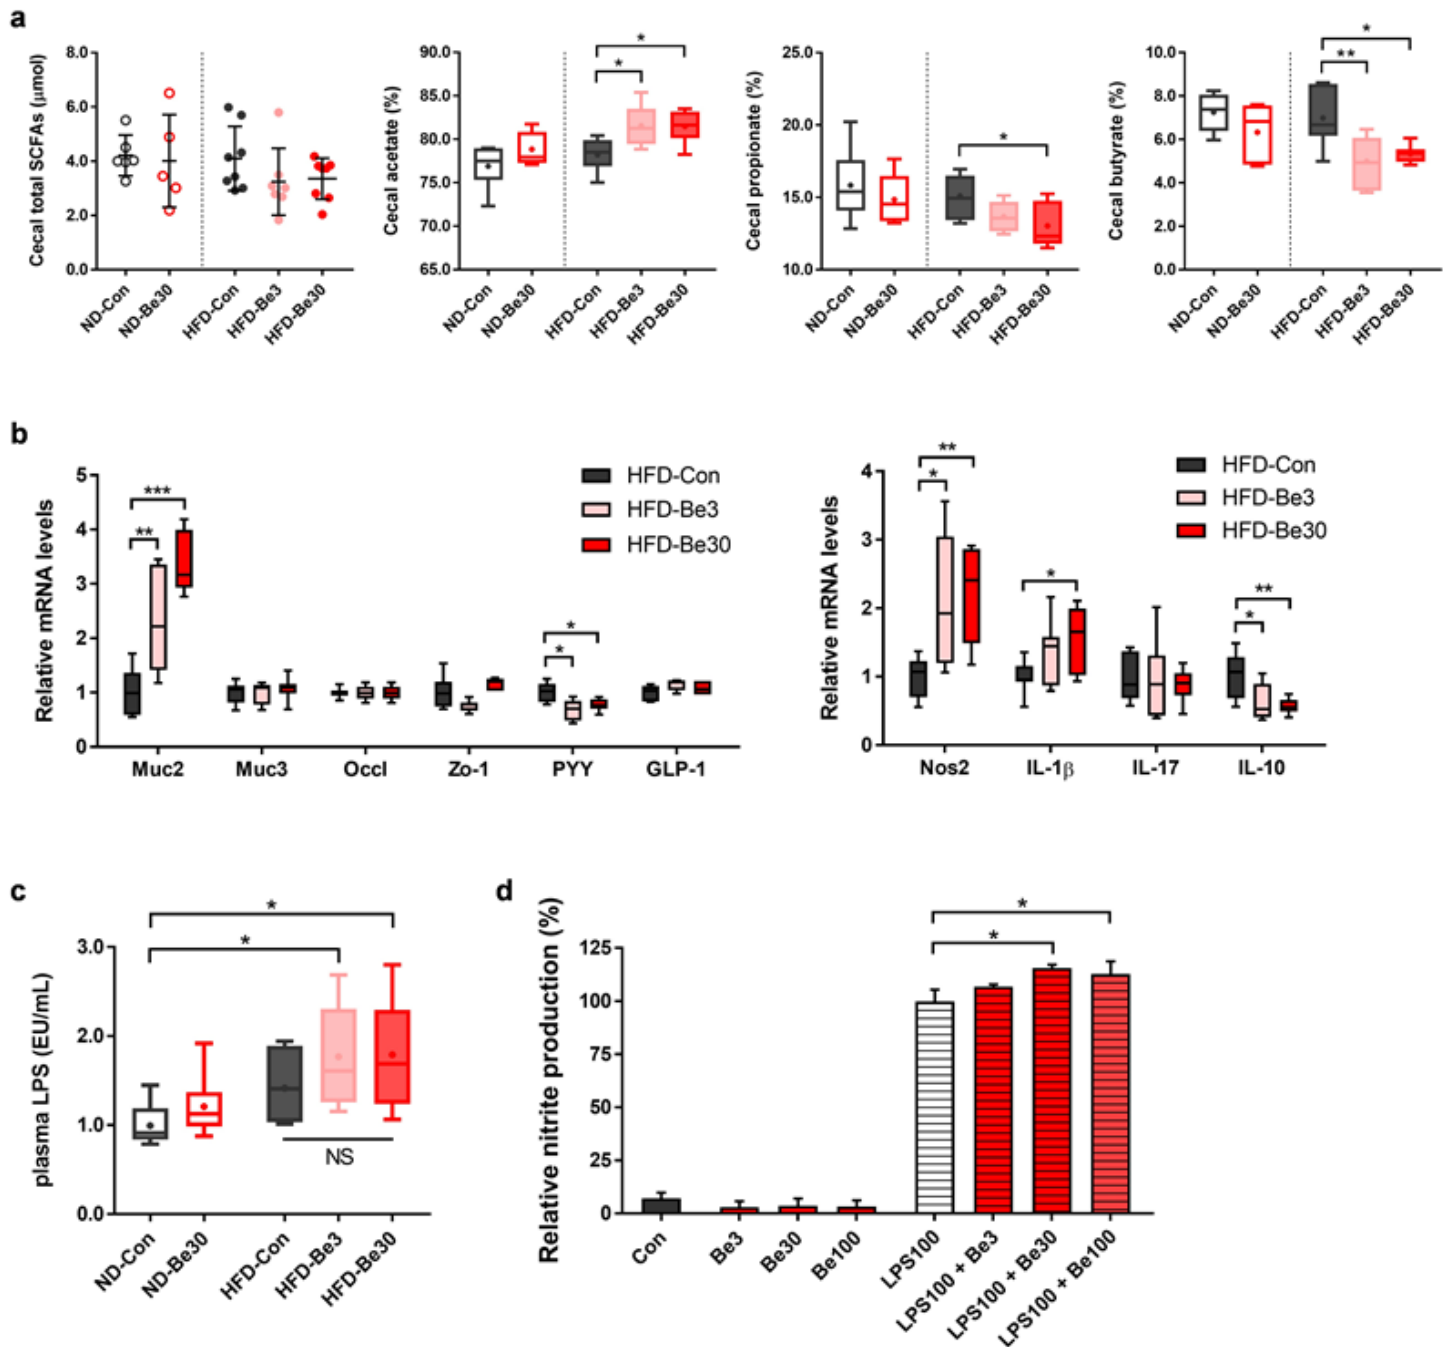 a
Cecal total SCFAs (μmol)
8.0
6.0
4.0
2.0
0.0
ND-Con
ND-Be30
HFD-Con
HFD-Be3
HFD-Be30
Cecal acetate (%)
90.0
85.0
80.0
75.0
70.0
65.0
*
*
ND-Con
ND-Be30
HFD-Con
HFD-Be3
HFD-Be30
Cecal propionate (%)
25.0
20.0
15.0
10.0
*
ND-Con
ND-Be30
HFD-Con
HFD-Be3
HFD-Be30
Cecal butyrate (%)
10.0
8.0
6.0
4.0
2.0
0.0
*
**
ND-Con
ND-Be30
HFD-Con
HFD-Be3
HFD-Be30
b
Relative mRNA levels
5
4
3
2
1
0
***
**
*
*
HFD-Con
HFD-Be3
HFD-Be30
Muc2 Muc3 Occl Zo-1 PYY GLP-1
Relative mRNA levels
4
3
2
1
0
**
*
*
**
*
HFD-Con
HFD-Be3
HFD-Be30
Nos2 IL-1β IL-17 IL-10
c
plasma LPS (EU/mL)
3.0
2.0
1.0
0.0
*
*
NS
ND-Con
ND-Be30
HFD-Con
HFD-Be3
HFD-Be30
d
Relative nitrite production (%)
125
100
75
50
25
0
*
*
Con
Be3
Be30
Be100
LPS100
LPS100 + Be3
LPS100 + Be30
LPS100 + Be100